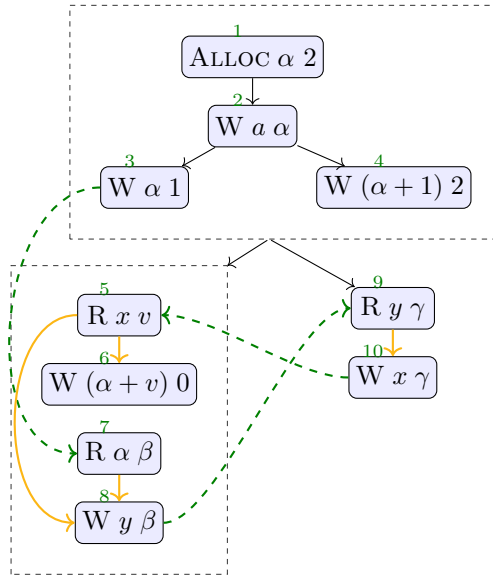 1
ALLOC α 2
2
W a α
3
W α 1
4
W (α + 1) 2
5
R x v
6
W (α + v) 0
7
R α β
8
W y β
9
R y γ
10
W x γ